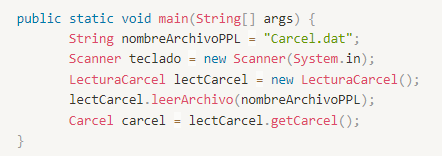 public static void main(String[] args) {
String nombreArchivoPPL = "Carcel.dat";
Scanner teclado = new Scanner(System.in);
LecturaCarcel lectCarcel = new LecturaCarcel();
lectCarcel.leerArchivo(nombreArchivoPPL);
Carcel carcel = lectCarcel.getCarcel();
}